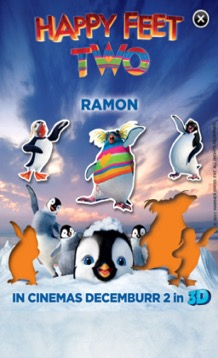 HAPPY FEET
TWO
RAMON
IN CINEMAS DECEMBURR 2 in 3D